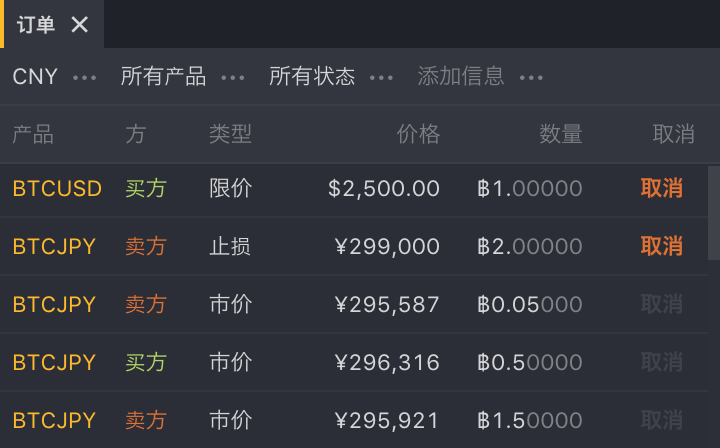 订单
CNY ••• 所有产品 ••• 所有状态 ••• 添加信息 •••
产品 方 类型 价格 数量 取消
BTCUSD 买方 限价 $2,500.00 ฿1.00000 取消
BTCJPY 卖方 止损 ¥299,000 ฿2.00000 取消
BTCJPY 卖方 市价 ¥295,587 ฿0.05000 取消
BTCJPY 买方 市价 ¥296,316 ฿0.50000 取消
BTCJPY 卖方 市价 ¥295,921 ฿1.50000 取消